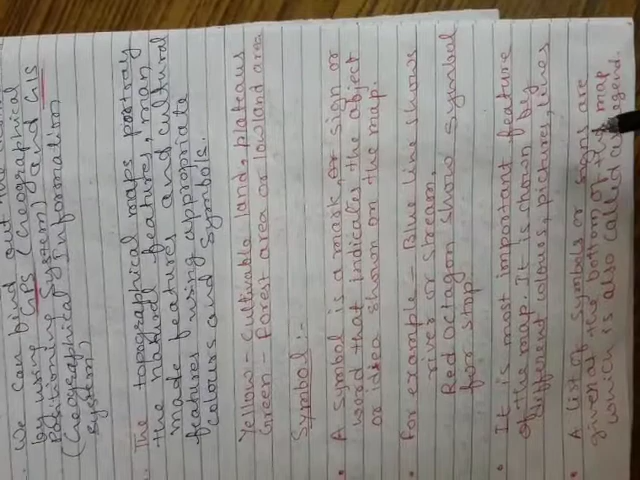 We can find out the
by using GPS (Geographical
Positioning System) and GIS
(Geographical Information
System)
The topographical maps portray
the natural features, man
made features and cultural
features using appropriate
colours and symbols.
Yellow - Cultivable land, plateaus
Green - Forest area or lowland area
Symbol :-
• A symbol is a mark, or sign or
word that indicates the object
or idea shown on the map.
• For example - Blue line shows
river or stream.
Red octagon show symbol
for stop
• It is most important feature
of the map. It is shown by
different colours, pictures, lines
• A list of symbols or signs are
given at the bottom of the map
which is also called as legend.